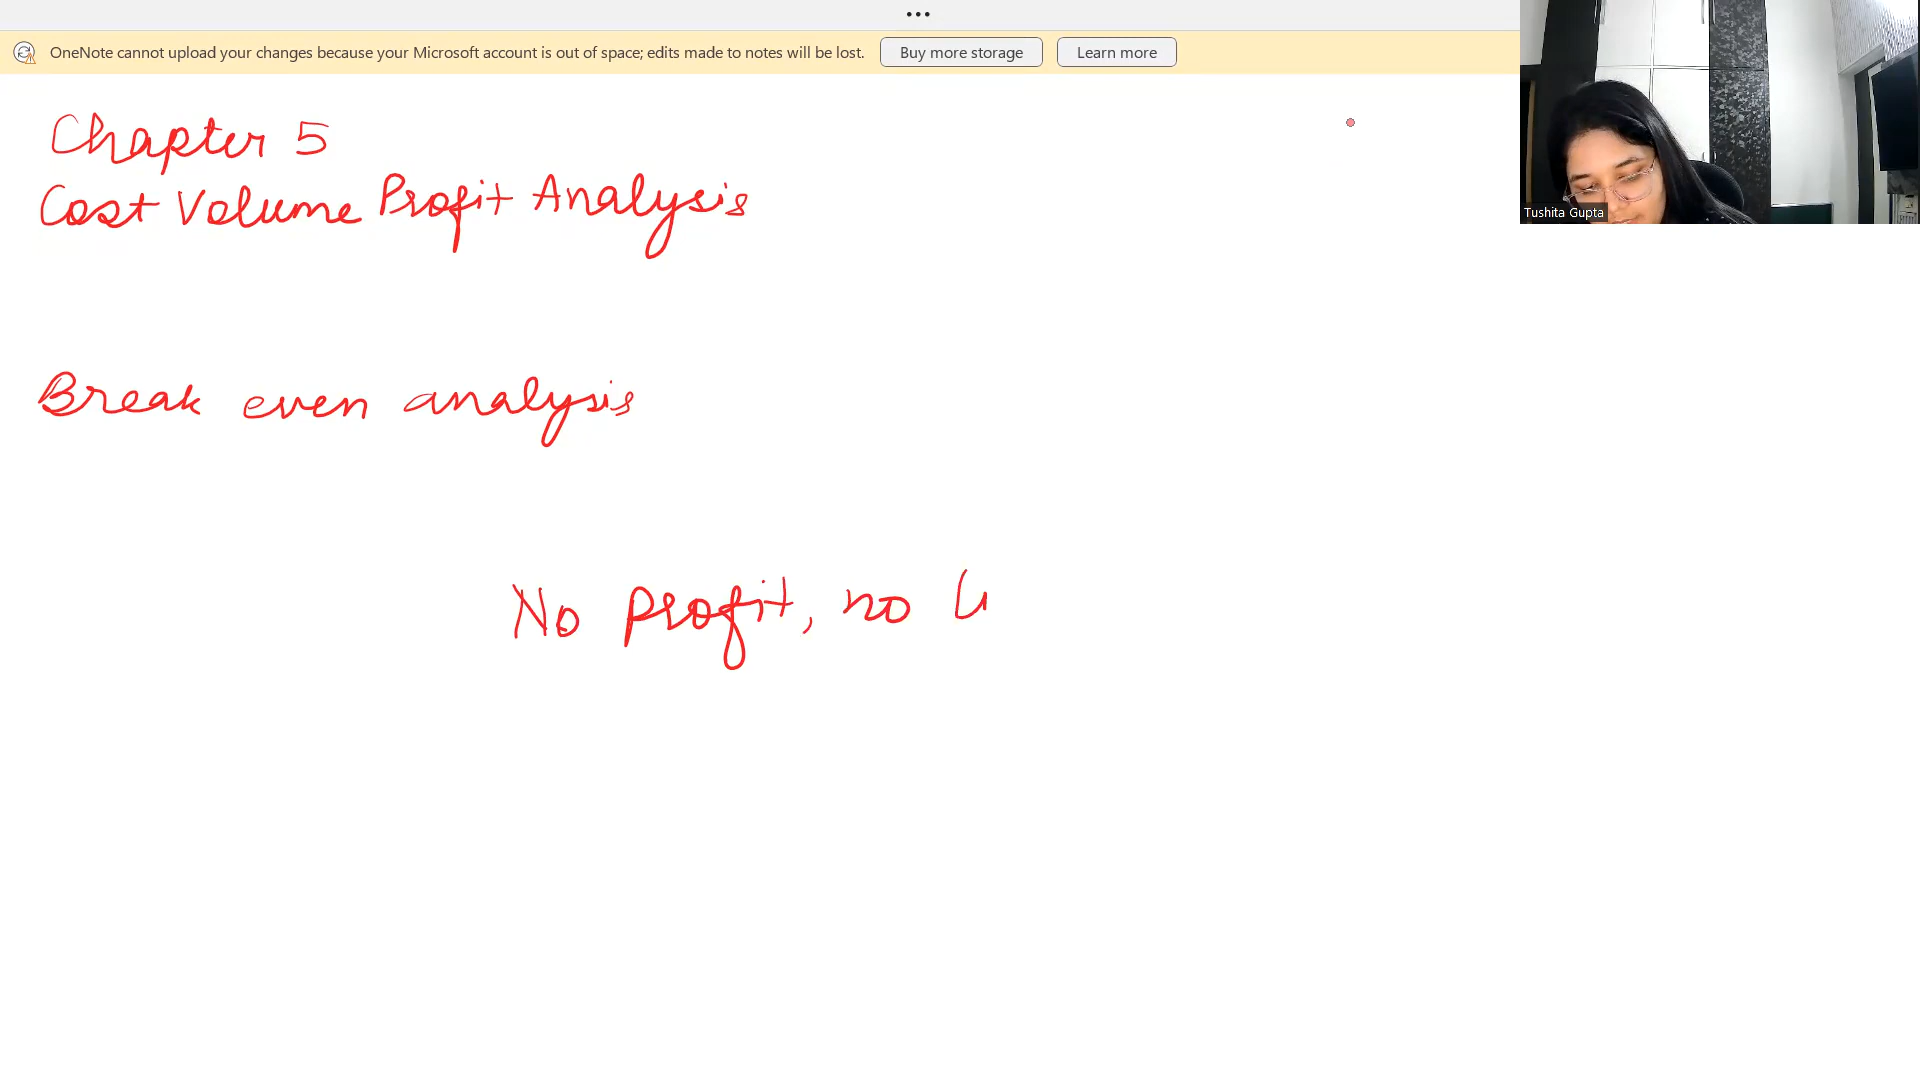 •••
OneNote cannot upload your changes because your Microsoft account is out of space; edits made to notes will be lost. Buy more storage Learn more
Tushita Gupta
Chapter 5
Cost Volume Profit Analysis
Break even analysis
No profit, no